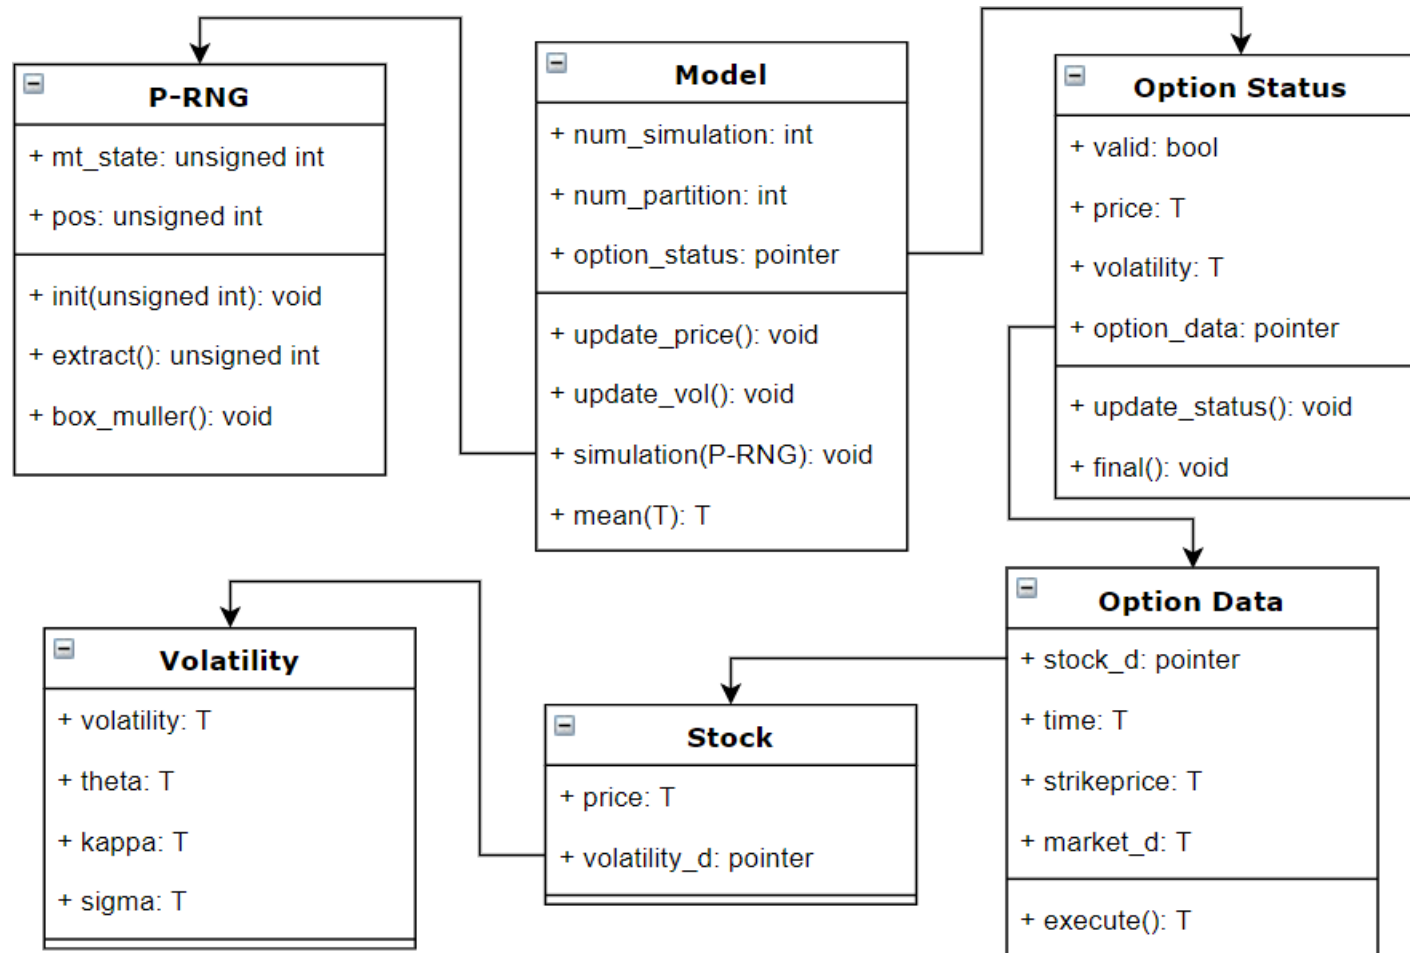 P-RNG
+ mt_state: unsigned int
+ pos: unsigned int
+ init(unsigned int): void
+ extract(): unsigned int
+ box_muller(): void
Model
+ num_simulation: int
+ num_partition: int
+ option_status: pointer
+ update_price(): void
+ update_vol(): void
+ simulation(P-RNG): void
+ mean(T): T
Option Status
+ valid: bool
+ price: T
+ volatility: T
+ option_data: pointer
+ update_status(): void
+ final(): void
Volatility
+ volatility: T
+ theta: T
+ kappa: T
+ sigma: T
Stock
+ price: T
+ volatility_d: pointer
Option Data
+ stock_d: pointer
+ time: T
+ strikeprice: T
+ market_d: T
+ execute(): T